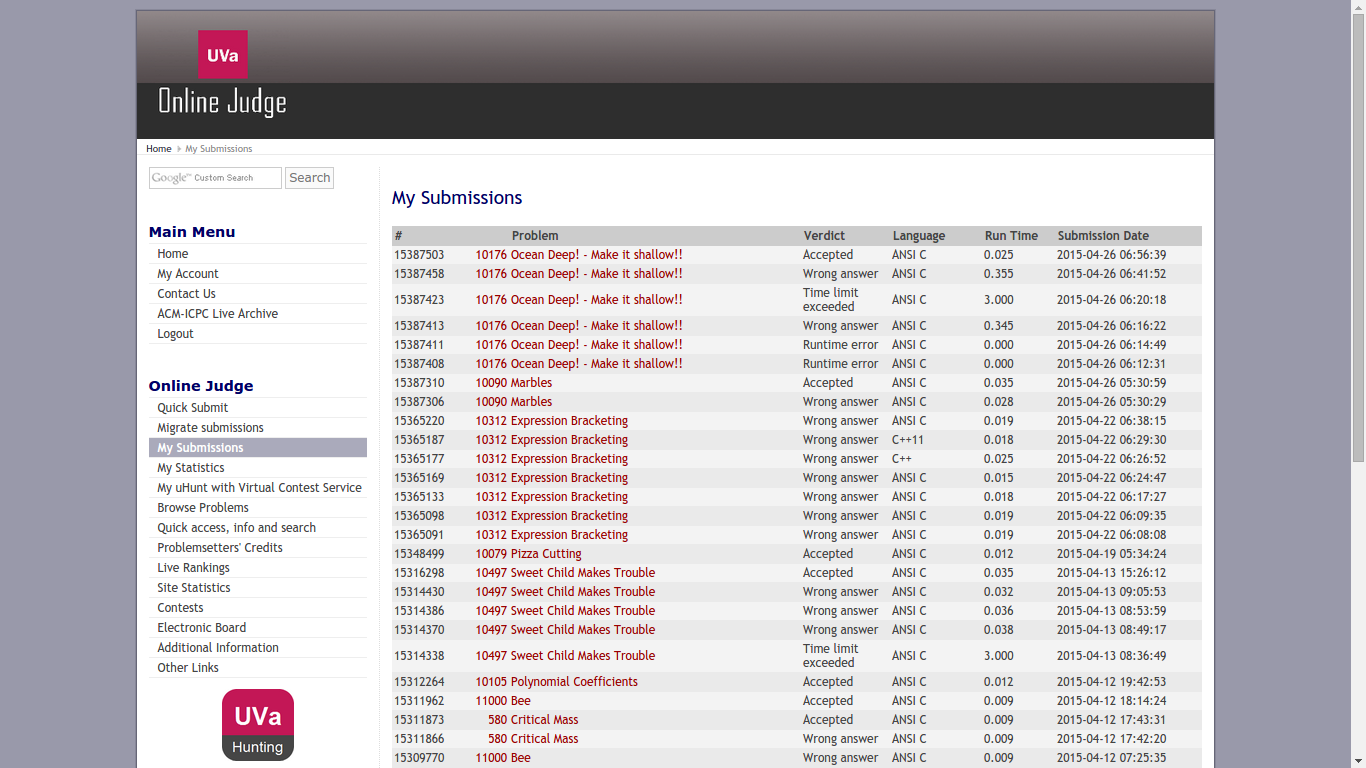 UVa
Online Judge
Home My Submissions
Google™ Custom Search Search
Main Menu
Home
My Account
Contact Us
ACM-ICPC Live Archive
Logout
Online Judge
Quick Submit
Migrate submissions
My Submissions
My Statistics
My uHunt with Virtual Contest Service
Browse Problems
Quick access, info and search
Problemsetters' Credits
Live Rankings
Site Statistics
Contests
Electronic Board
Additional Information
Other Links
UVa
Hunting
My Submissions
# Problem Verdict Language Run Time Submission Date
15387503 10176 Ocean Deep! - Make it shallow!! Accepted ANSI C 0.025 2015-04-26 06:56:39
15387458 10176 Ocean Deep! - Make it shallow!! Wrong answer ANSI C 0.355 2015-04-26 06:41:52
15387423 10176 Ocean Deep! - Make it shallow!! Time limit exceeded ANSI C 3.000 2015-04-26 06:20:18
15387413 10176 Ocean Deep! - Make it shallow!! Wrong answer ANSI C 0.345 2015-04-26 06:16:22
15387411 10176 Ocean Deep! - Make it shallow!! Runtime error ANSI C 0.000 2015-04-26 06:14:49
15387408 10176 Ocean Deep! - Make it shallow!! Runtime error ANSI C 0.000 2015-04-26 06:12:31
15387310 10090 Marbles Accepted ANSI C 0.035 2015-04-26 05:30:59
15387306 10090 Marbles Wrong answer ANSI C 0.028 2015-04-26 05:30:29
15365220 10312 Expression Bracketing Wrong answer ANSI C 0.019 2015-04-22 06:38:15
15365187 10312 Expression Bracketing Wrong answer C++11 0.018 2015-04-22 06:29:30
15365177 10312 Expression Bracketing Wrong answer C++ 0.025 2015-04-22 06:26:52
15365169 10312 Expression Bracketing Wrong answer ANSI C 0.015 2015-04-22 06:24:47
15365133 10312 Expression Bracketing Wrong answer ANSI C 0.018 2015-04-22 06:17:27
15365098 10312 Expression Bracketing Wrong answer ANSI C 0.019 2015-04-22 06:09:35
15365091 10312 Expression Bracketing Wrong answer ANSI C 0.019 2015-04-22 06:08:08
15348499 10079 Pizza Cutting Accepted ANSI C 0.012 2015-04-19 05:34:24
15316298 10497 Sweet Child Makes Trouble Accepted ANSI C 0.035 2015-04-13 15:26:12
15314430 10497 Sweet Child Makes Trouble Wrong answer ANSI C 0.032 2015-04-13 09:05:53
15314386 10497 Sweet Child Makes Trouble Wrong answer ANSI C 0.036 2015-04-13 08:53:59
15314370 10497 Sweet Child Makes Trouble Wrong answer ANSI C 0.038 2015-04-13 08:49:17
15314338 10497 Sweet Child Makes Trouble Time limit exceeded ANSI C 3.000 2015-04-13 08:36:49
15312264 10105 Polynomial Coefficients Accepted ANSI C 0.012 2015-04-12 19:42:53
15311962 11000 Bee Accepted ANSI C 0.009 2015-04-12 18:14:24
15311873 580 Critical Mass Accepted ANSI C 0.009 2015-04-12 17:43:31
15311866 580 Critical Mass Wrong answer ANSI C 0.009 2015-04-12 17:42:20
15309770 11000 Bee Wrong answer ANSI C 0.009 2015-04-12 07:25:35